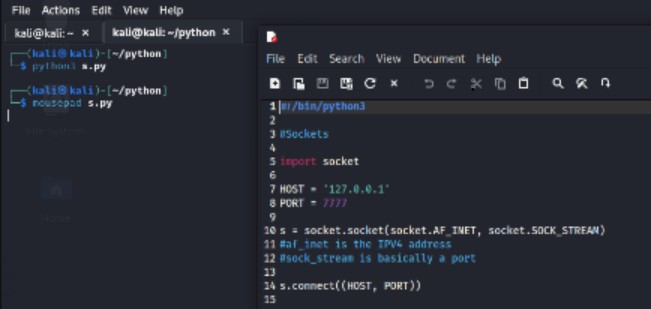 File Actions Edit View Help
kali@kali: ~ × kali@kali: ~/python ×
┌──(kali㉿kali)-[~/python]
└─$ python3 s.py
┌──(kali㉿kali)-[~/python]
└─$ mousepad s.py
File Edit Search View Document Help
1 #!/bin/python3
2
3 #Sockets
4
5 import socket
6
7 HOST = '127.0.0.1'
8 PORT = 7777
9
10 s = socket.socket(socket.AF_INET, socket.SOCK_STREAM)
11 #af_inet is the IPV4 address
12 #sock_stream is basically a port
13
14 s.connect((HOST, PORT))
15